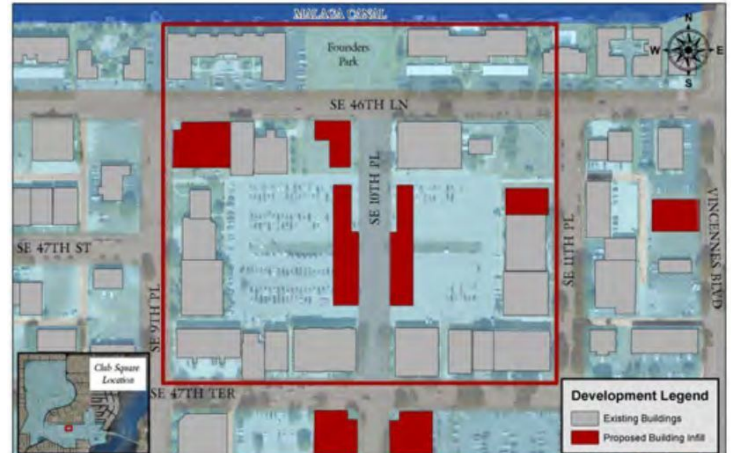 MALAGA CANAL
N
W
E
S
Founders
Park
SE 46TH LN
SE 10TH PL
SE 47TH ST
SE 11TH PL
VINCENNES BLVD
SE 9TH PL
Club Square
Location
SE 47TH TER
Development Legend
Existing Buildings
Proposed Building Infill